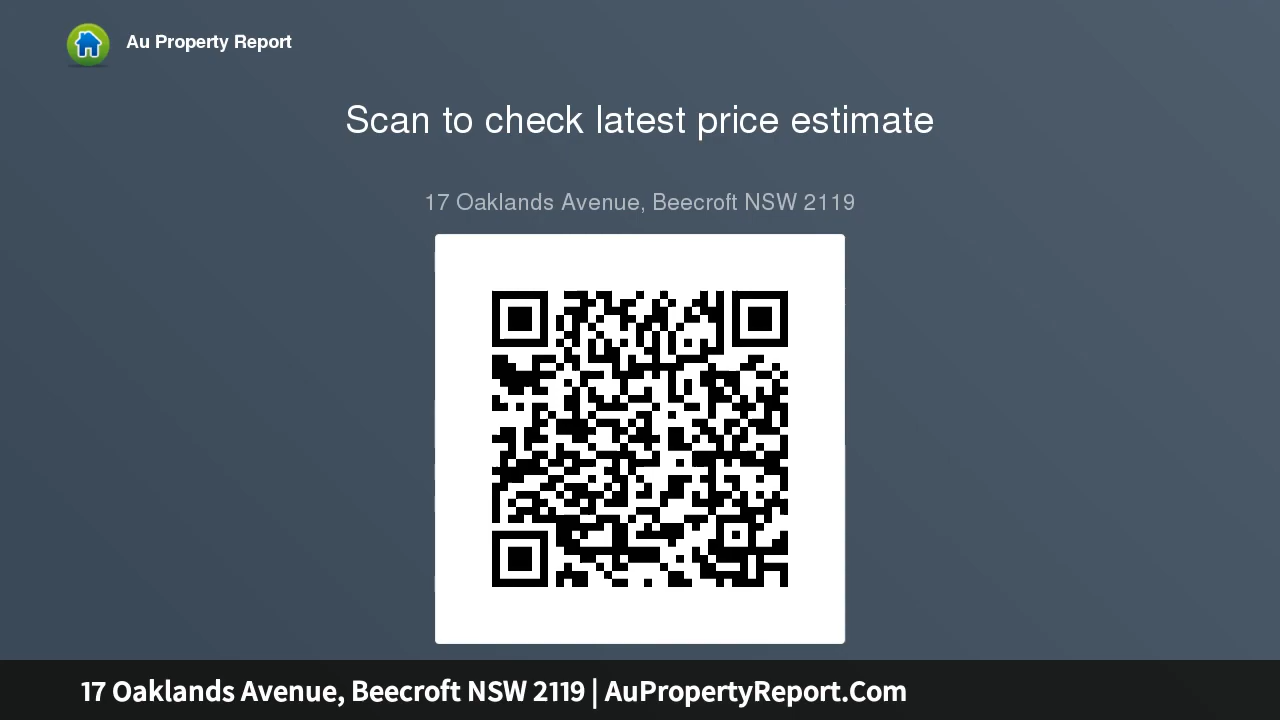 Au Property Report
Scan to check latest price estimate
17 Oaklands Avenue, Beecroft NSW 2119
17 Oaklands Avenue, Beecroft NSW 2119 | AuPropertyReport.Com